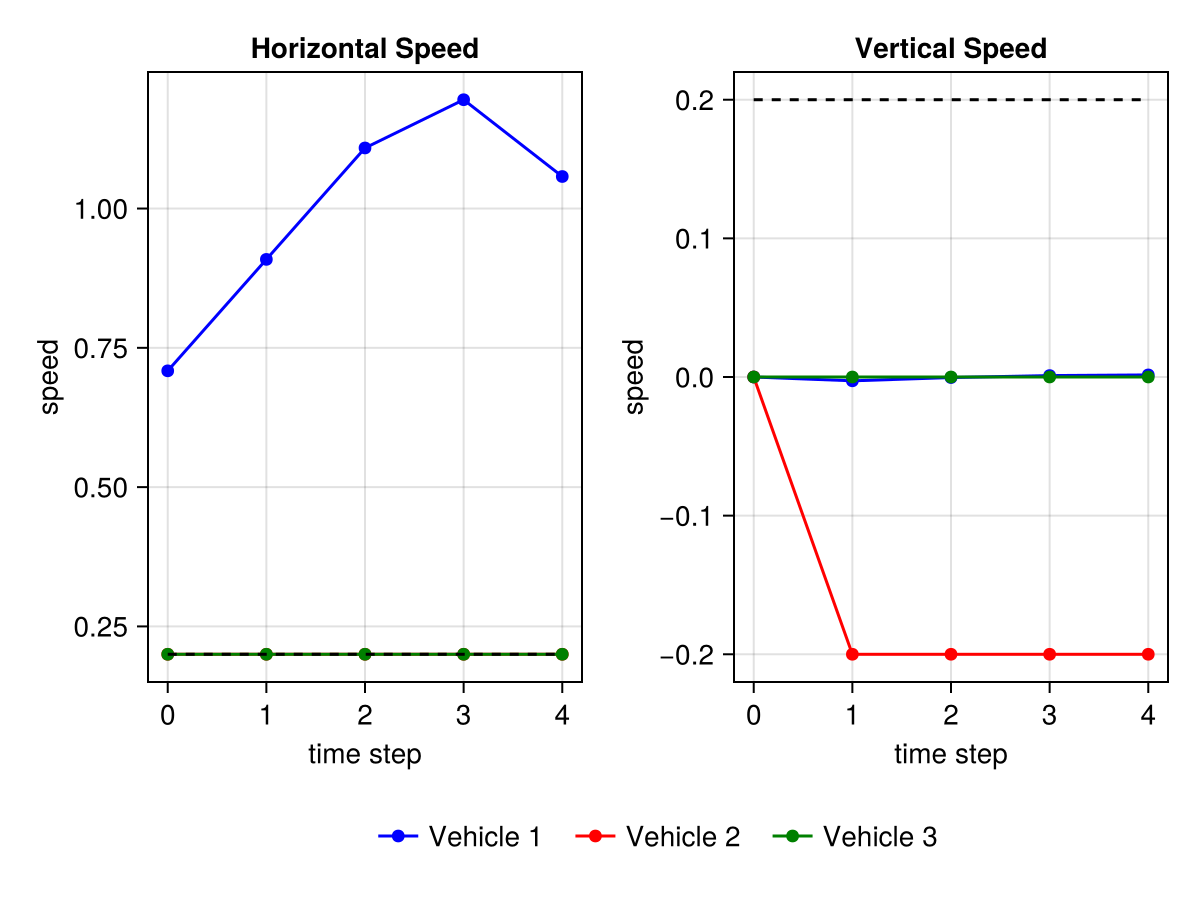 Horizontal Speed
1.00
0.75
0.50
0.25
speed
0 1 2 3 4
time step
Vertical Speed
0.2
0.1
0.0
−0.1
−0.2
speed
0 1 2 3 4
time step
Vehicle 1 Vehicle 2 Vehicle 3